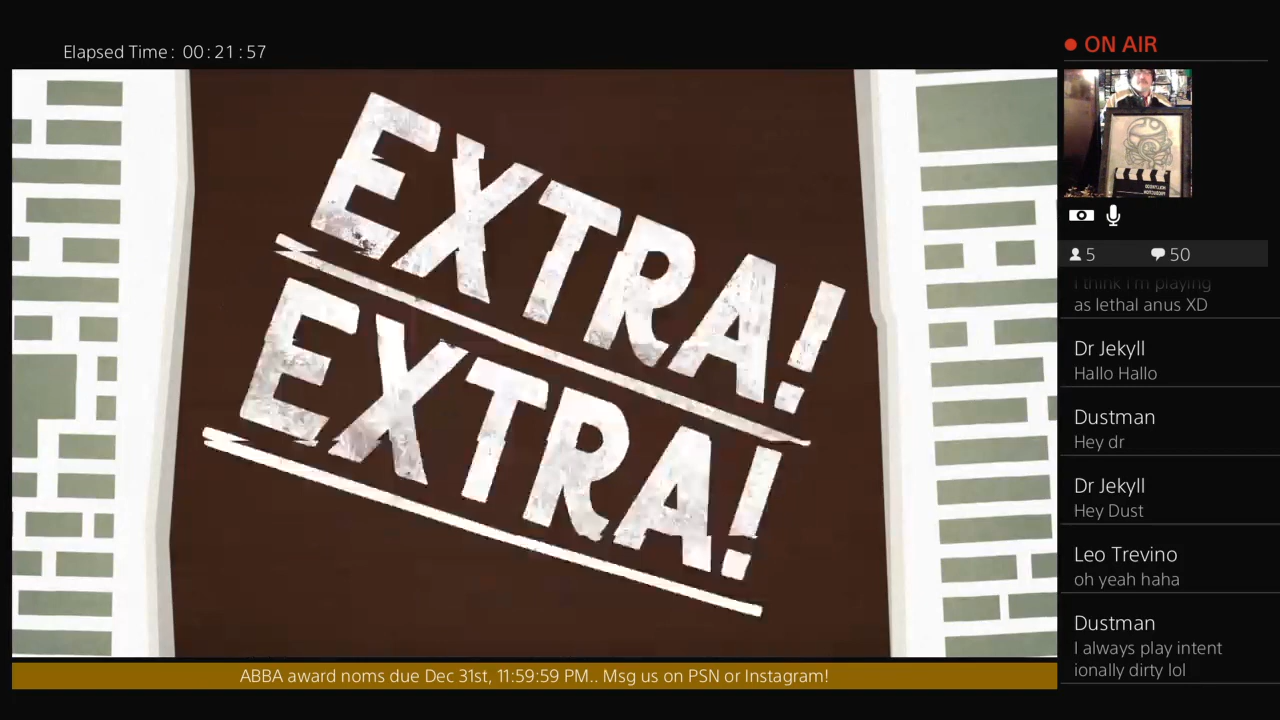 Elapsed Time: 00:21:57
ON AIR
EXTRA!
EXTRA!
5 50
I think I'm playing
as lethal anus XD
Dr Jekyll
Hallo Hallo
Dustman
Hey dr
Dr Jekyll
Hey Dust
Leo Trevino
oh yeah haha
Dustman
I always play intent
ionally dirty lol
ABBA award noms due Dec 31st, 11:59:59 PM.. Msg us on PSN or Instagram!